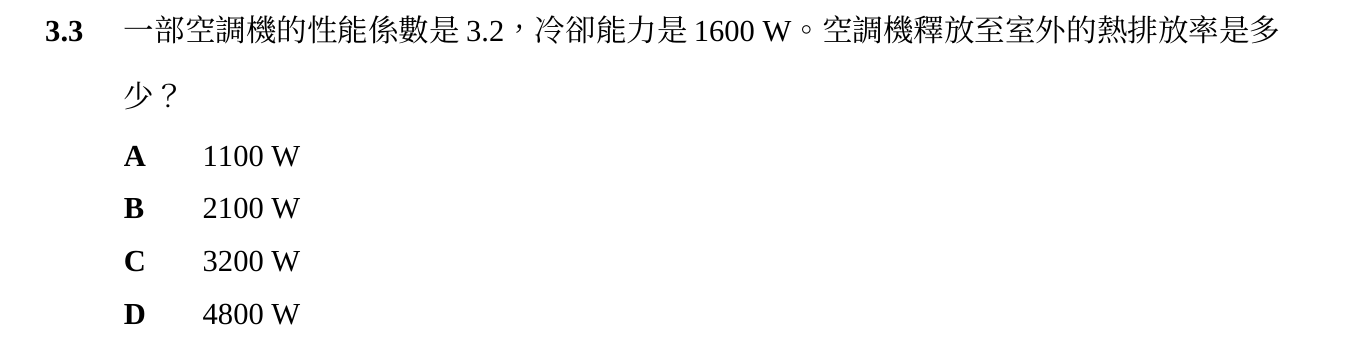 3.3 一部空調機的性能係數是 3.2，冷卻能力是 1600 W。空調機釋放至室外的熱排放率是多
少？
A 1100 W
B 2100 W
C 3200 W
D 4800 W